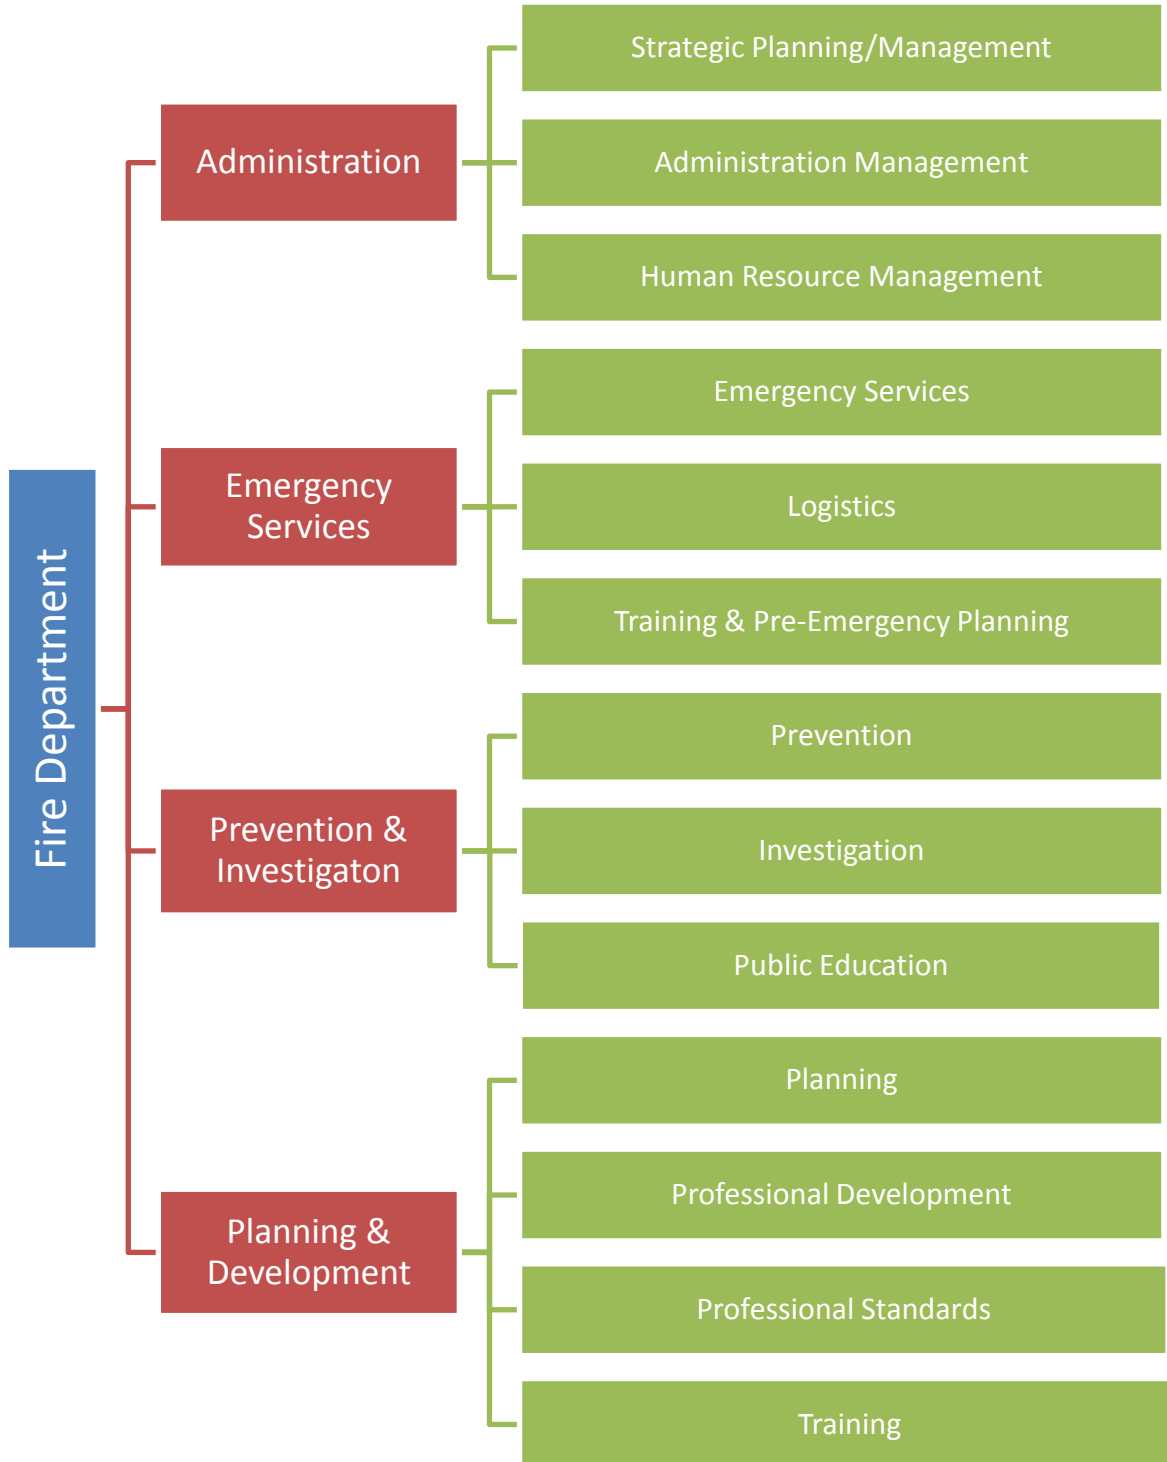 Fire Department
Administration
Strategic Planning/Management
Administration Management
Human Resource Management
Emergency
Services
Emergency Services
Logistics
Training & Pre-Emergency Planning
Prevention &
Investigaton
Prevention
Investigation
Public Education
Planning &
Development
Planning
Professional Development
Professional Standards
Training